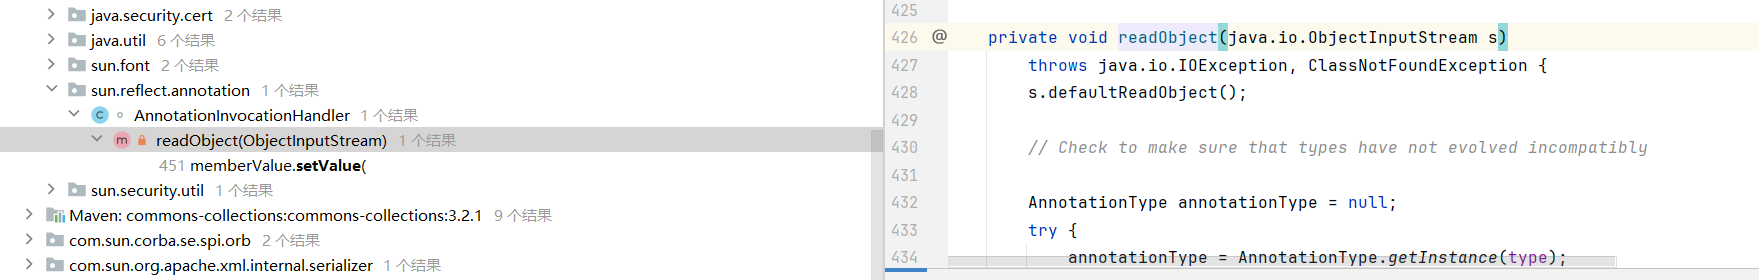 java.security.cert 2 个结果
java.util 6 个结果
sun.font 2 个结果
sun.reflect.annotation 1 个结果
C AnnotationInvocationHandler 1 个结果
m readObject(ObjectInputStream) 1 个结果
451 memberValue.setValue(
sun.security.util 1 个结果
Maven: commons-collections:commons-collections:3.2.1 9 个结果
com.sun.corba.se.spi.orb 2 个结果
com.sun.org.apache.xml.internal.serializer 1 个结果
425
426 @ private void readObject(java.io.ObjectInputStream s)
427 throws java.io.IOException, ClassNotFoundException {
428 s.defaultReadObject();
429
430 // Check to make sure that types have not evolved incompatibly
431
432 AnnotationType annotationType = null;
433 try {
434 annotationType = AnnotationType.getInstance(type);